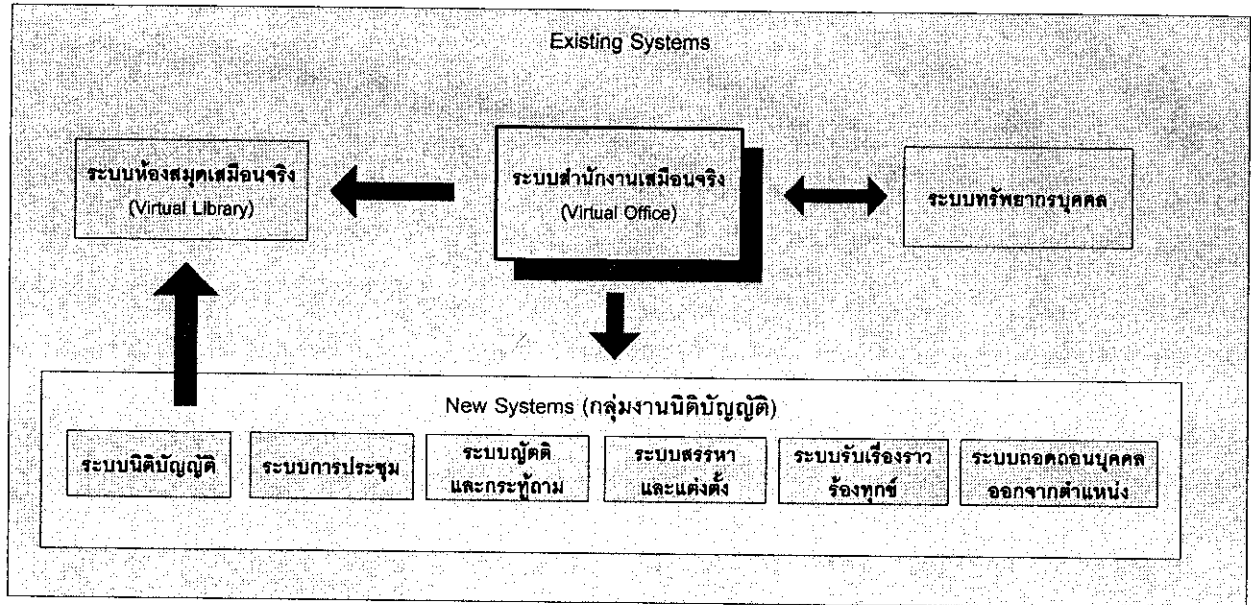 Existing Systems
ระบบห้องสมุดเสมือนจริง
(Virtual Library)
ระบบสำนักงานเสมือนจริง
(Virtual Office)
ระบบทรัพยากรบุคคล
New Systems (กลุ่มงานนิติบัญญัติ)
ระบบนิติบัญญัติ
ระบบการประชุม
ระบบญัตติ
และกระทู้ถาม
ระบบสรรหา
และแต่งตั้ง
ระบบรับเรื่องราว
ร้องทุกข์
ระบบถอดถอนบุคคล
ออกจากตำแหน่ง